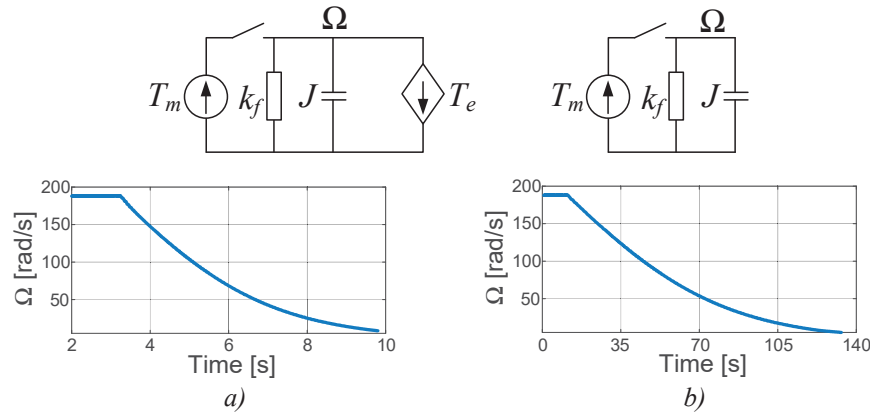 Ω
T_m k_f J T_e
Ω
T_m k_f J
200
150
100
50
Ω [rad/s]
2 4 6 8 10
Time [s]
a)
200
150
100
50
Ω [rad/s]
0 35 70 105 140
Time [s]
b)